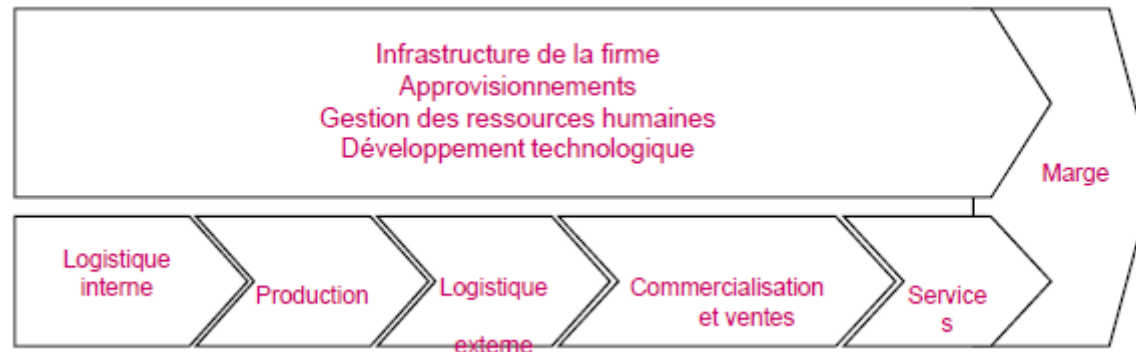 Infrastructure de la firme
Approvisionnements
Gestion des ressources humaines
Développement technologique
Marge
Logistique
interne
Production
Logistique
externe
Commercialisation
et ventes
Service
s